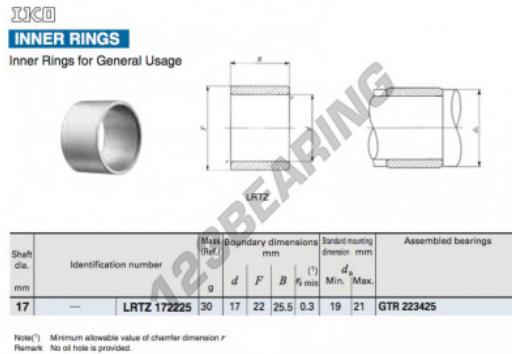 IKO
INNER RINGS
Inner Rings for General Usage
B
F
r
r
d
dₐ
LRTZ
123BEARING
Shaft dia. mm
Identification number
Mass (Ref.) g
Boundary dimensions mm
d F B rₛ min (¹)
Standard mounting dimension mm
dₐ
Min. Max.
Assembled bearings
17 — LRTZ 172225 30 17 22 25.5 0.3 19 21 GTR 223425
Note(¹) Minimum allowable value of chamfer dimension r
Remark No oil hole is provided.